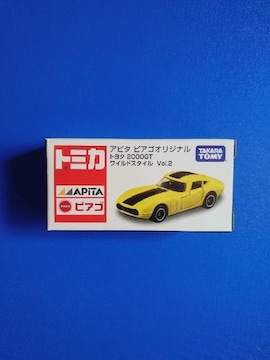 トミカ
APiTA
ピアゴ
アピタ ピアゴオリジナル
トヨタ 2000GT
ワイルドスタイル Vol.2
TAKARA
TOMY